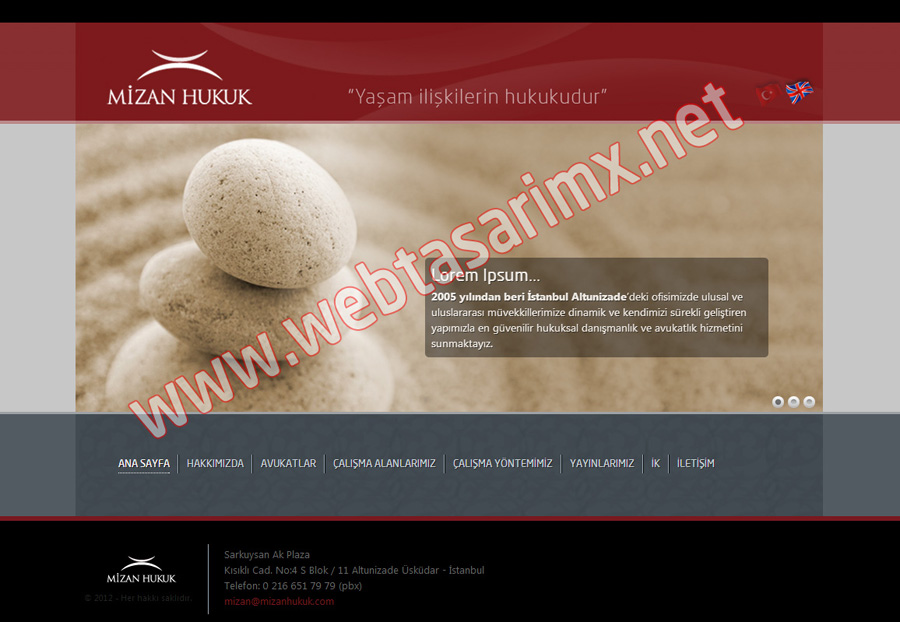 MİZAN HUKUK
"Yaşam ilişkilerin hukukudur"
www.webtasarimx.net
Lorem Ipsum...
2005 yılından beri İstanbul Altunizade'deki ofisimizde ulusal ve
uluslararası müvekkillerimize dinamik ve kendimizi sürekli geliştiren
yapımızla en güvenilir hukuksal danışmanlık ve avukatlık hizmetini
sunmaktayız.
ANA SAYFA HAKKIMIZDA AVUKATLAR ÇALIŞMA ALANLARIMIZ ÇALIŞMA YÖNTEMİMİZ YAYINLARIMIZ İK İLETİŞİM
MİZAN HUKUK
© 2012 - Her hakkı saklıdır.
Sarkuysan Ak Plaza
Kısıklı Cad. No:4 S Blok / 11 Altunizade Üsküdar - İstanbul
Telefon: 0 216 651 79 79 (pbx)
mizan@mizanhukuk.com